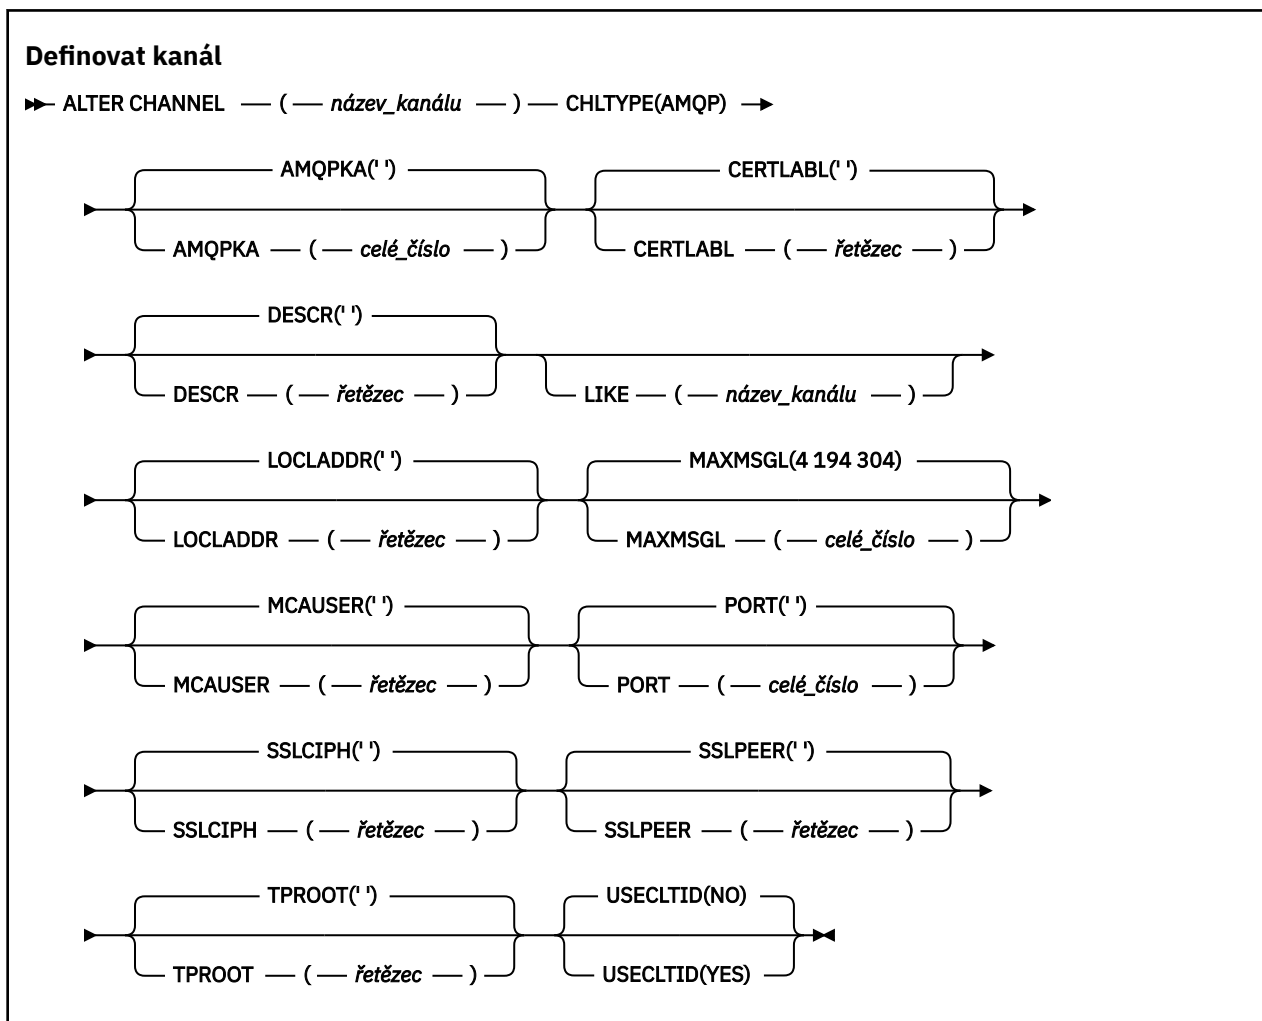 Definovat kanál
ALTER CHANNEL ( název_kanálu ) CHLTYPE(AMQP)
AMQPKA(' ') CERTLABL(' ')
AMQPKA ( celé_číslo ) CERTLABL ( řetězec )
DESCR(' ')
DESCR ( řetězec ) LIKE ( název_kanálu )
LOCLADDR(' ') MAXMSGL(4 194 304)
LOCLADDR ( řetězec ) MAXMSGL ( celé_číslo )
MCAUSER(' ') PORT(' ')
MCAUSER ( řetězec ) PORT ( celé_číslo )
SSLCIPH(' ') SSLPEER(' ')
SSLCIPH ( řetězec ) SSLPEER ( řetězec )
TPROOT(' ') USECLTID(NO)
TPROOT ( řetězec ) USECLTID(YES)